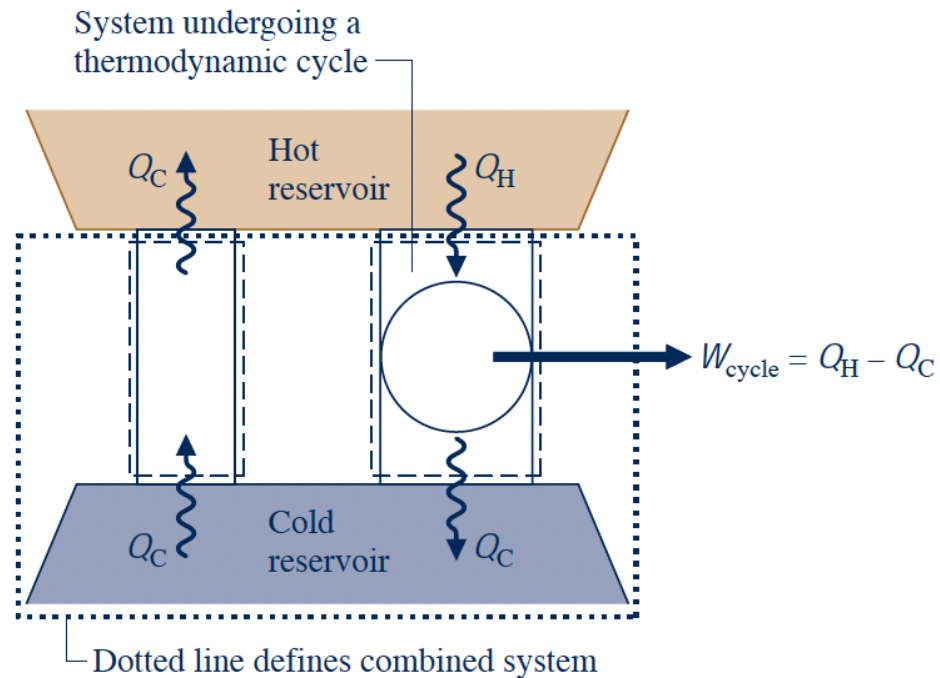 System undergoing a
thermodynamic cycle
Q_C
Hot
reservoir
Q_H
W_cycle = Q_H – Q_C
Q_C
Cold
reservoir
Q_C
Dotted line defines combined system